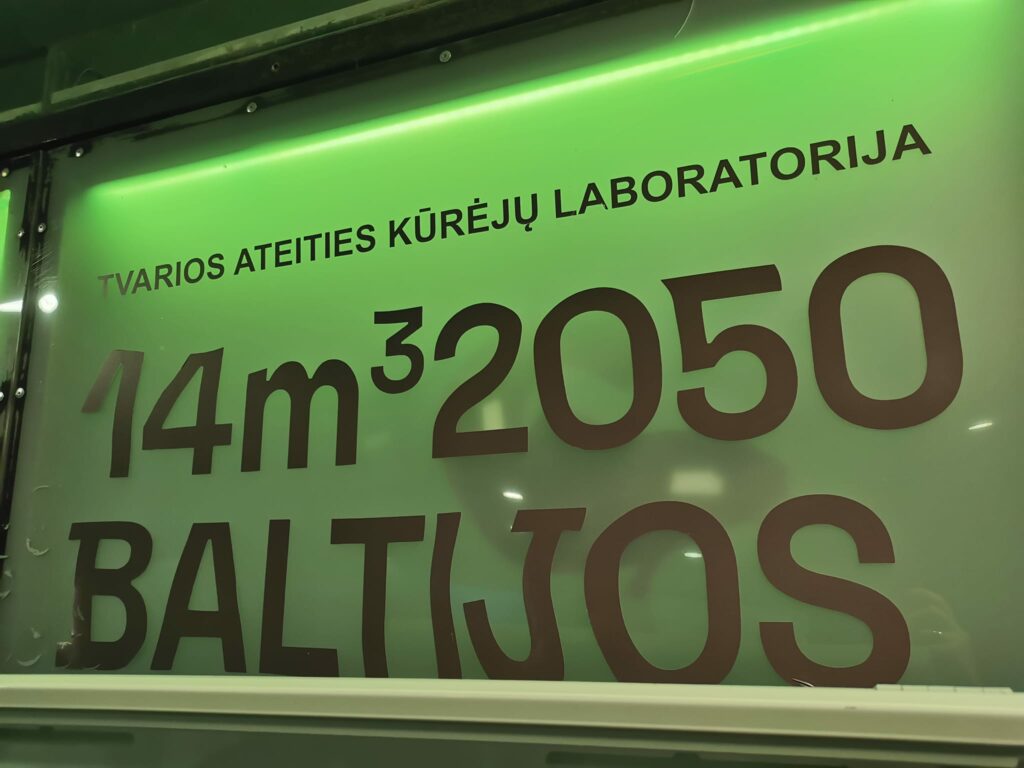 TVARIOS ATEITIES KŪRĖJŲ LABORATORIJA
14m³2050
BALTIJOS